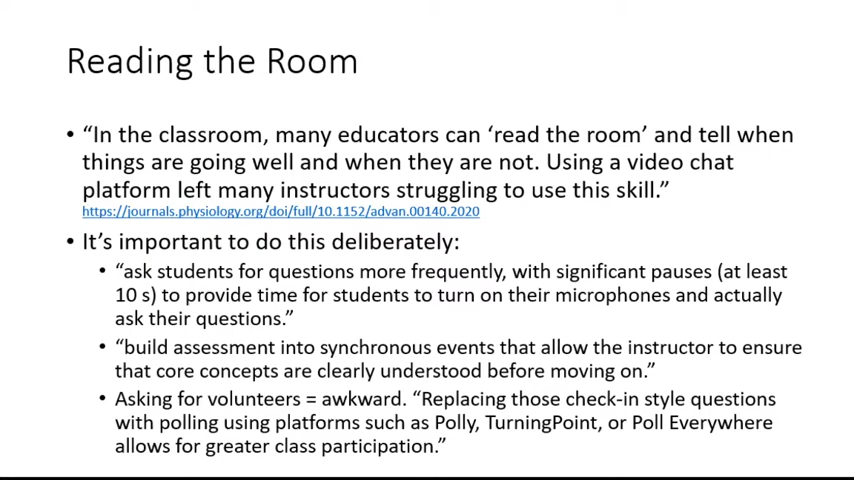 Reading the Room
• “In the classroom, many educators can ‘read the room’ and tell when
things are going well and when they are not. Using a video chat
platform left many instructors struggling to use this skill.”
https://journals.physiology.org/doi/full/10.1152/advan.00140.2020
• It’s important to do this deliberately:
• “ask students for questions more frequently, with significant pauses (at least
10 s) to provide time for students to turn on their microphones and actually
ask their questions.”
• “build assessment into synchronous events that allow the instructor to ensure
that core concepts are clearly understood before moving on.”
• Asking for volunteers = awkward. “Replacing those check-in style questions
with polling using platforms such as Polly, TurningPoint, or Poll Everywhere
allows for greater class participation.”